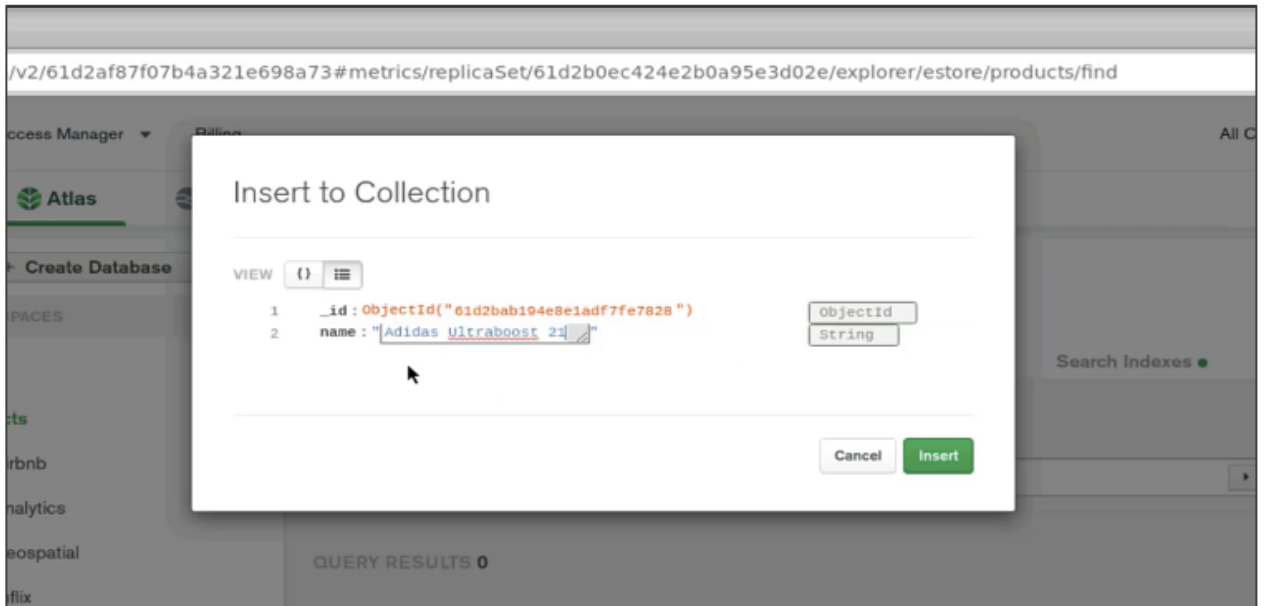 /v2/61d2af87f07b4a321e698a73#metrics/replicaSet/61d2b0ec424e2b0a95e3d02e/explorer/estore/products/find
ccess Manager
Billing
All C
Atlas
+ Create Database
PACES
Insert to Collection
VIEW {}
1 _id : ObjectId("61d2bab194e8e1adf7fe7828") ObjectId
2 name : "Adidas Ultraboost 21" String
Search Indexes
cts
Cancel Insert
rbnb
nalytics
eospatial
QUERY RESULTS 0
flix